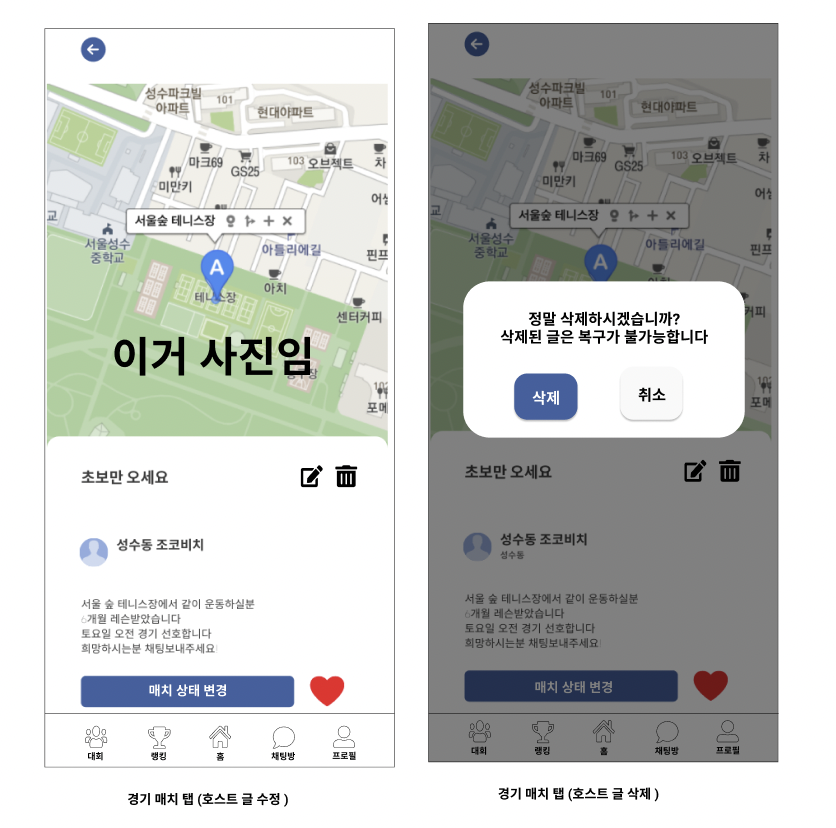 성수파크빌
아파트
101
현대아파트
마크69
GS25
103
오브젝트
차
미만키
어
교
서울숲 테니스장
서울성수
중학교
아틀리에길
핀프
A
아치
테니스장
센터커피
이거 사진임
포메
초보만 오세요
성수동 조코비치
서울 숲 테니스장에서 같이 운동하실분
6개월 레슨받았습니다
토요일 오전 경기 선호합니다
희망하시는분 채팅보내주세요!
매치 상태 변경
대회
랭킹
홈
채팅방
프로필
경기 매치 탭 (호스트 글 수정 )
성수파크빌
아파트
101
현대아파트
마크69
GS25
103
오브젝트
차
미만키
어
교
서울숲 테니스장
서울성수
중학교
아틀리에길
핀프
A
정말 삭제하시겠습니까?
삭제된 글은 복구가 불가능합니다
삭제
취소
커피
포메
초보만 오세요
성수동 조코비치
성수동
서울 숲 테니스장에서 같이 운동하실분
6개월 레슨받았습니다
토요일 오전 경기 선호합니다
희망하시는분 채팅보내주세요!
매치 상태 변경
대회
랭킹
홈
채팅방
프로필
경기 매치 탭 (호스트 글 삭제 )